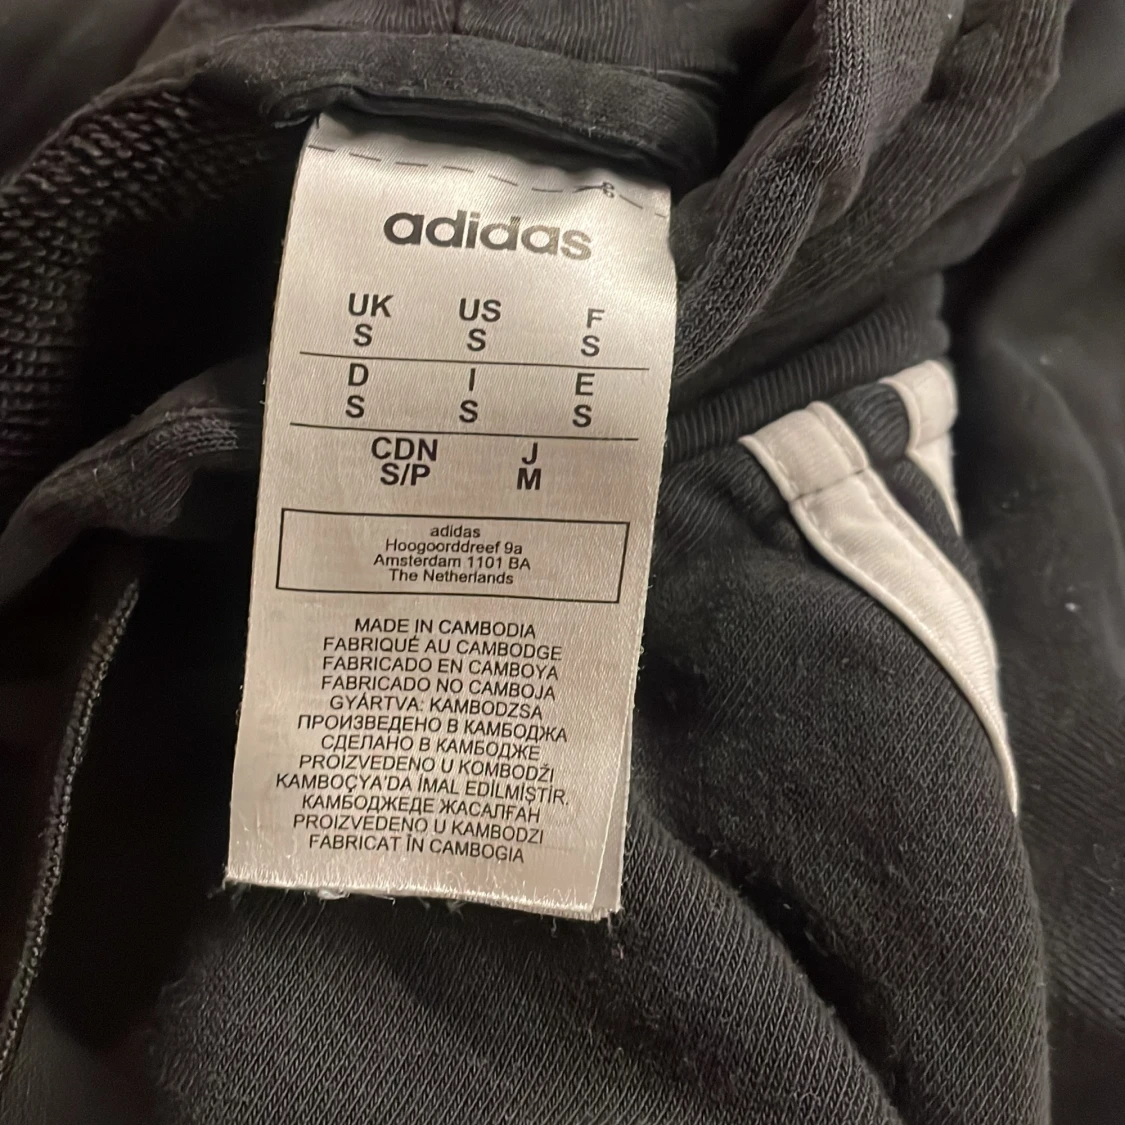 adidas
UK US F
S S S
D I E
S S S
CDN J
S/P M
adidas
Hoogoorddreef 9a
Amsterdam 1101 BA
The Netherlands
MADE IN CAMBODIA
FABRIQUÉ AU CAMBODGE
FABRICADO EN CAMBOYA
FABRICADO NO CAMBOJA
GYÁRTVA: KAMBODZSA
ПРОИЗВЕДЕНО В КАМБОДЖА
СДЕЛАНО В КАМБОДЖЕ
PROIZVEDENO U KOMBODŽI
KAMBOÇYA'DA İMAL EDİLMİŞTİR.
КАМБОДЖЕДЕ ЖАСАЛҒАН
PROIZVEDENO U KAMBODZI
FABRICAT ÎN CAMBOGIA